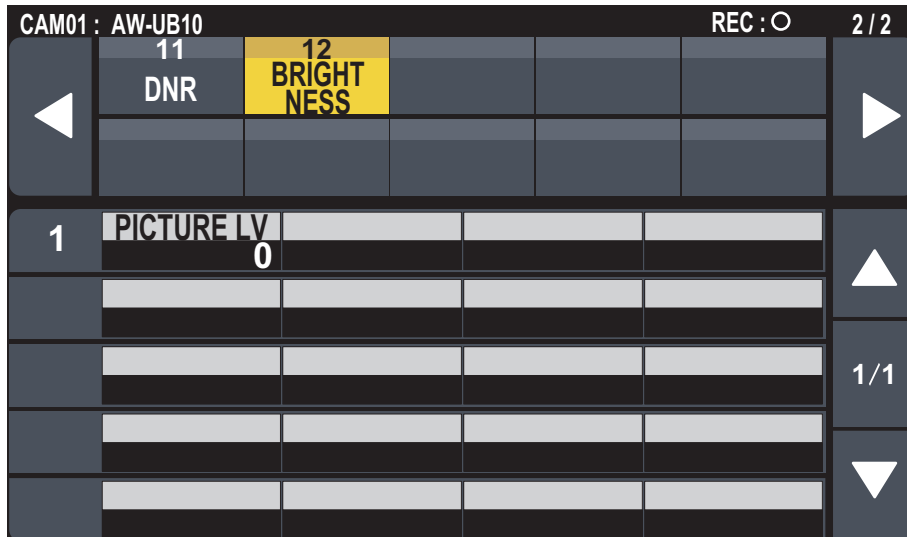 CAM01 : AW-UB10 REC : ○ 2 / 2
11 12
DNR BRIGHT
NESS
1 PICTURE LV
0
1/1